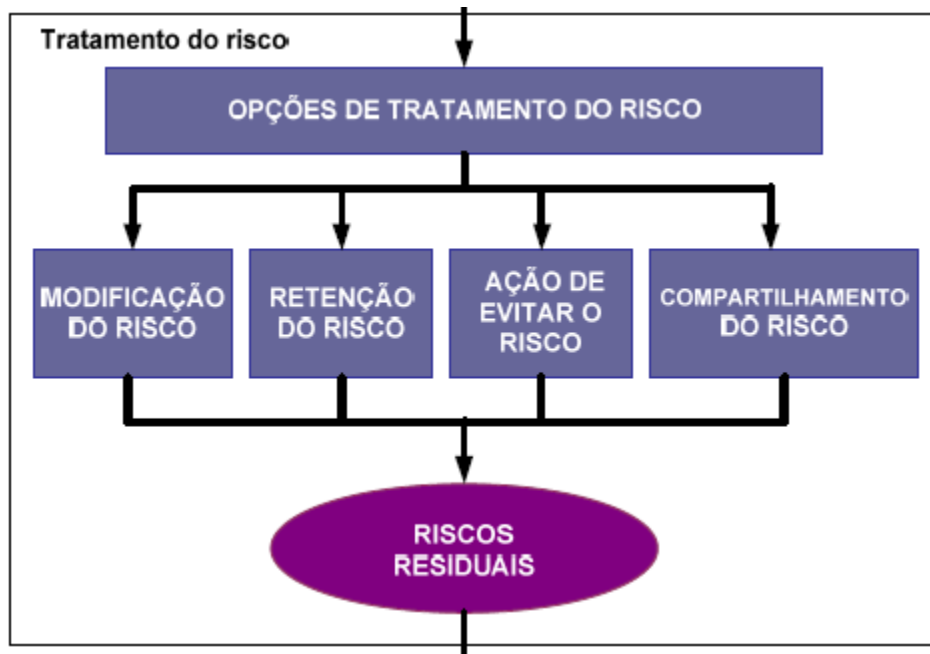 Tratamento do risco
OPÇÕES DE TRATAMENTO DO RISCO
MODIFICAÇÃO
DO RISCO
RETENÇÃO
DO RISCO
AÇÃO DE
EVITAR O
RISCO
COMPARTILHAMENTO
DO RISCO
RISCOS
RESIDUAIS